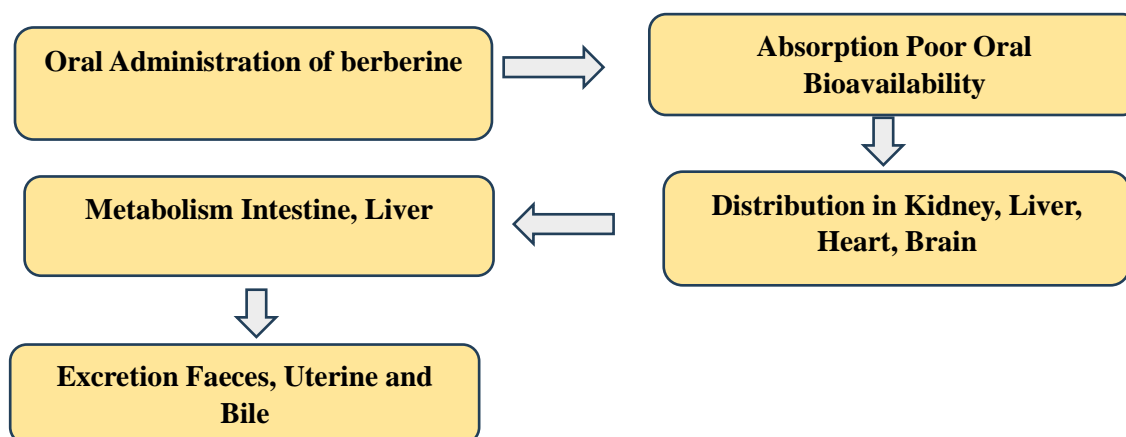 Oral Administration of berberine
Absorption Poor Oral
Bioavailability
Distribution in Kidney, Liver,
Heart, Brain
Metabolism Intestine, Liver
Excretion Faeces, Uterine and
Bile